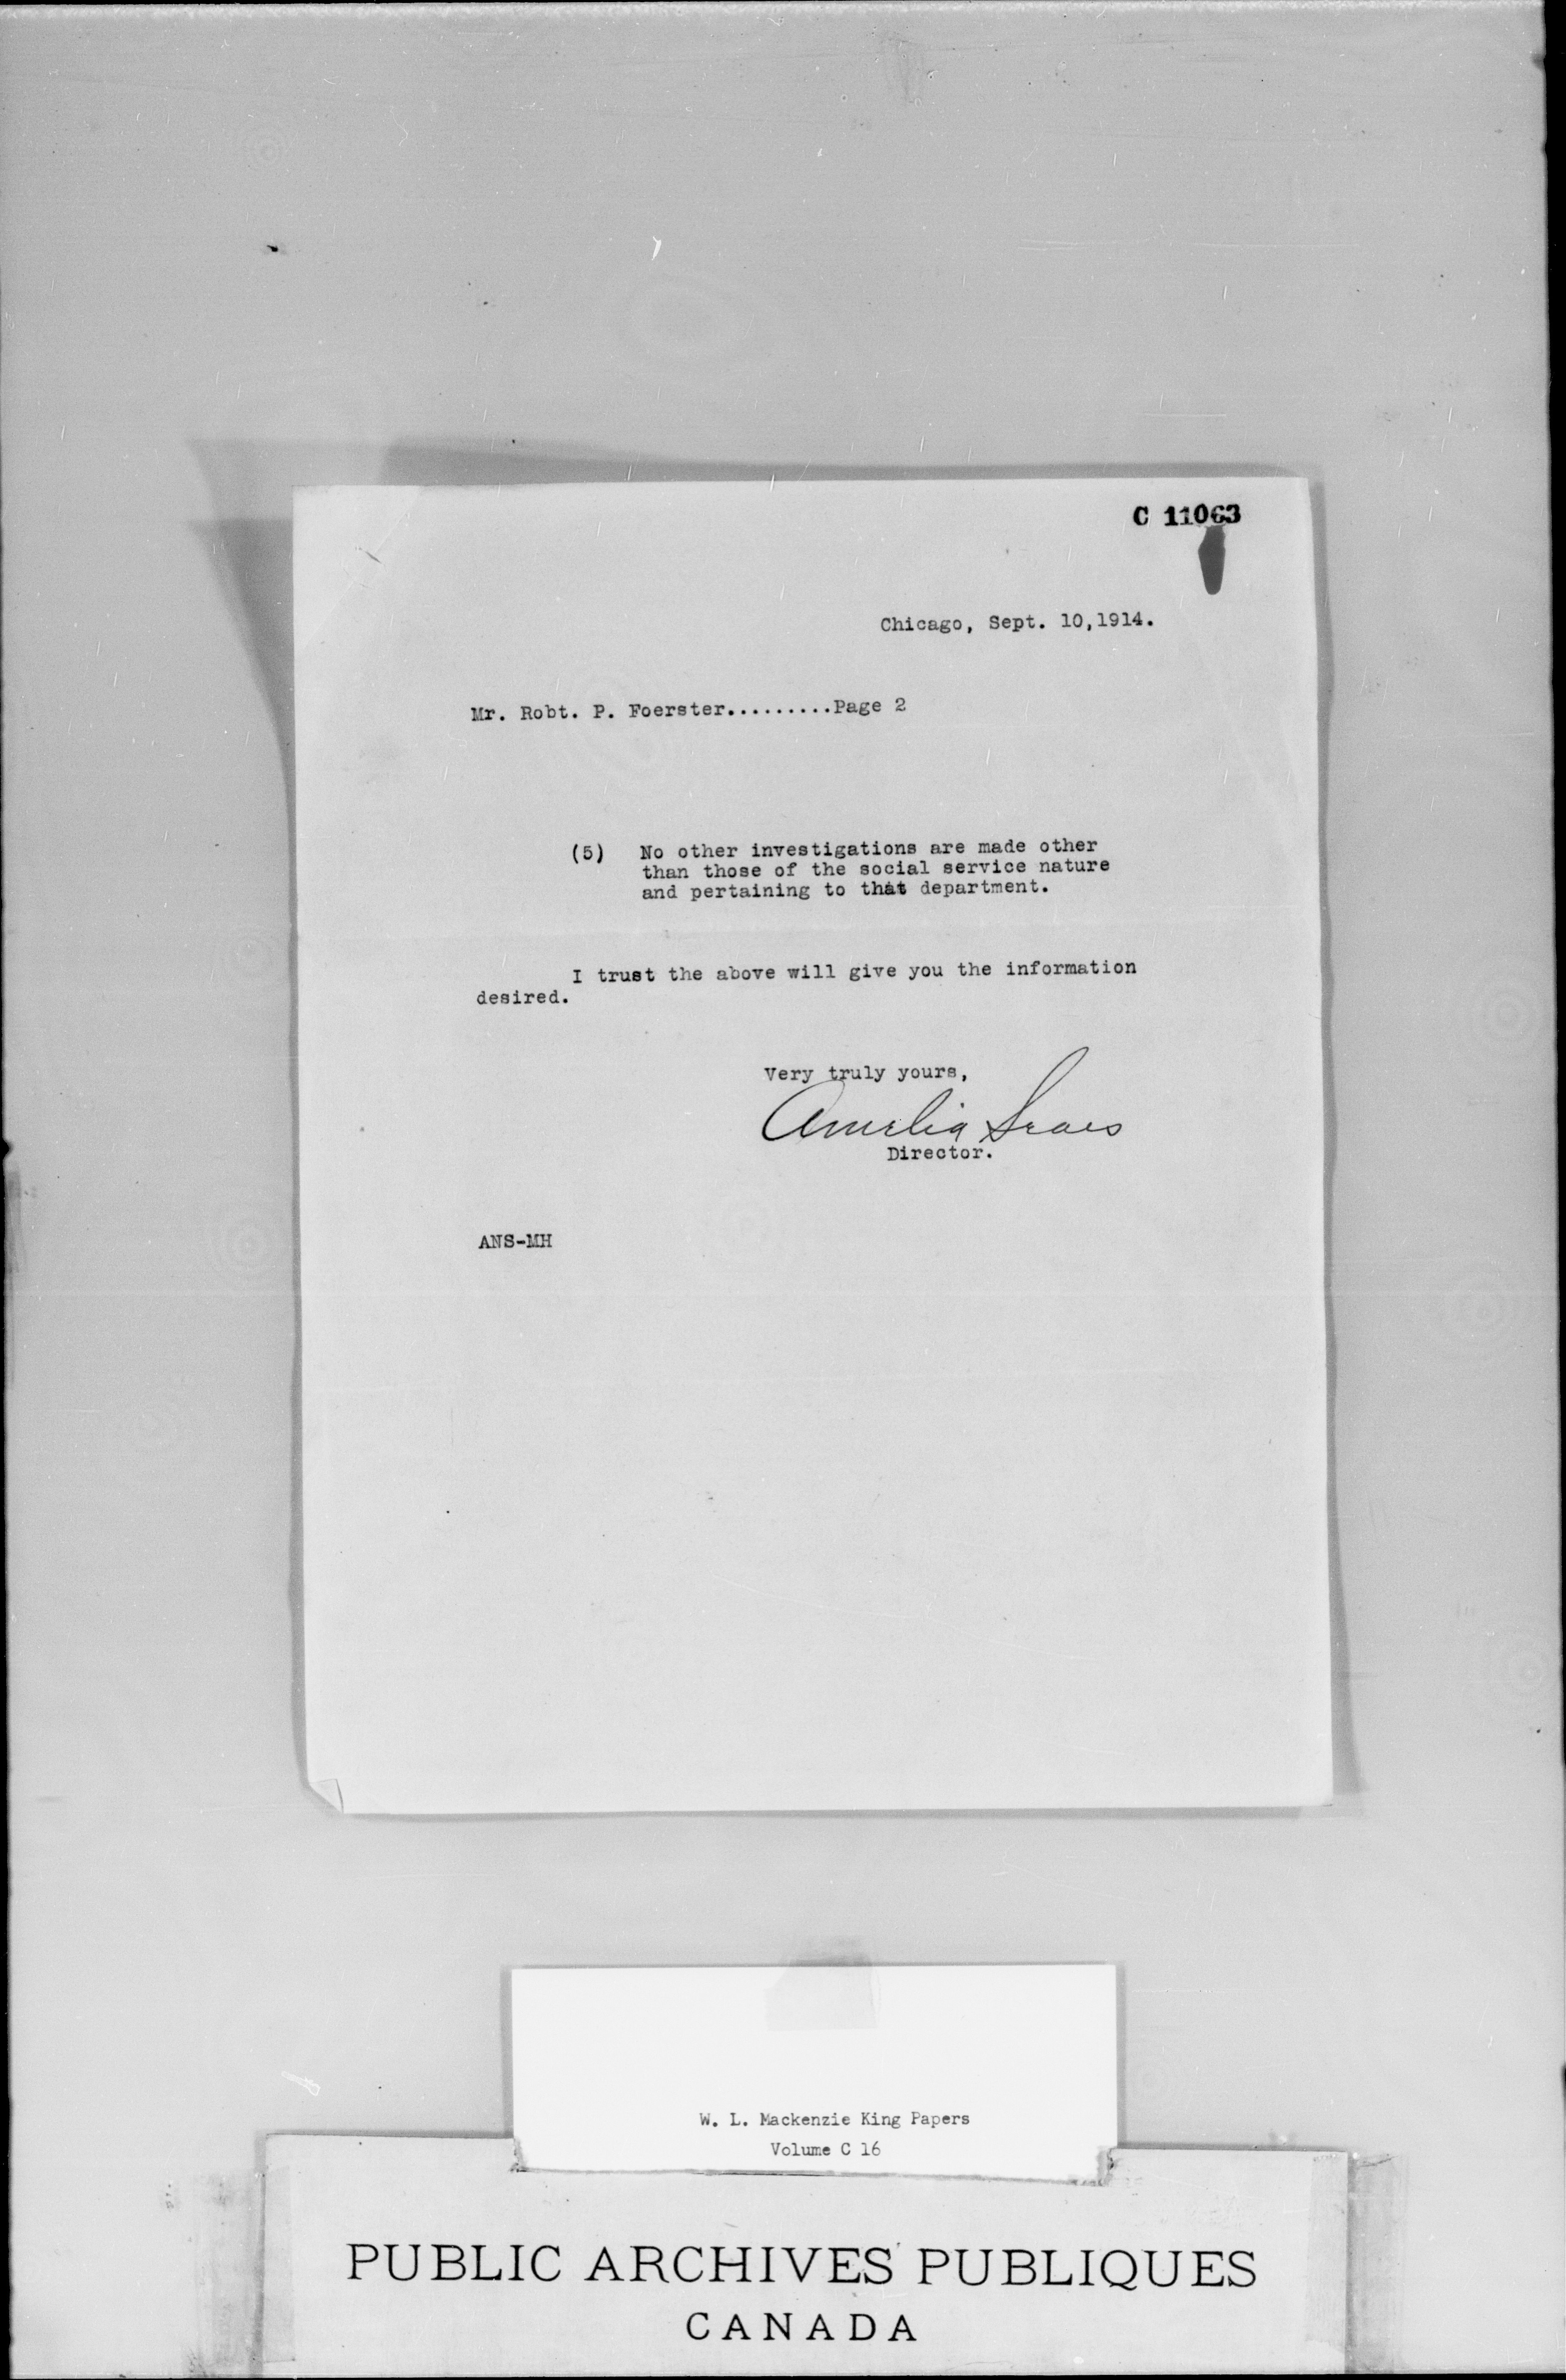 C 11063
Chicago, Sept. 10,1914.
Mr. Robt. P. Foerster.........Page 2
(5) No other investigations are made other
than those of the social service nature
and pertaining to that department.
I trust the above will give you the information
desired.
Very truly yours,
Amelia Sears
Director.
ANS-MH
W. L. Mackenzie King Papers
Volume C 16
PUBLIC ARCHIVES PUBLIQUES
CANADA